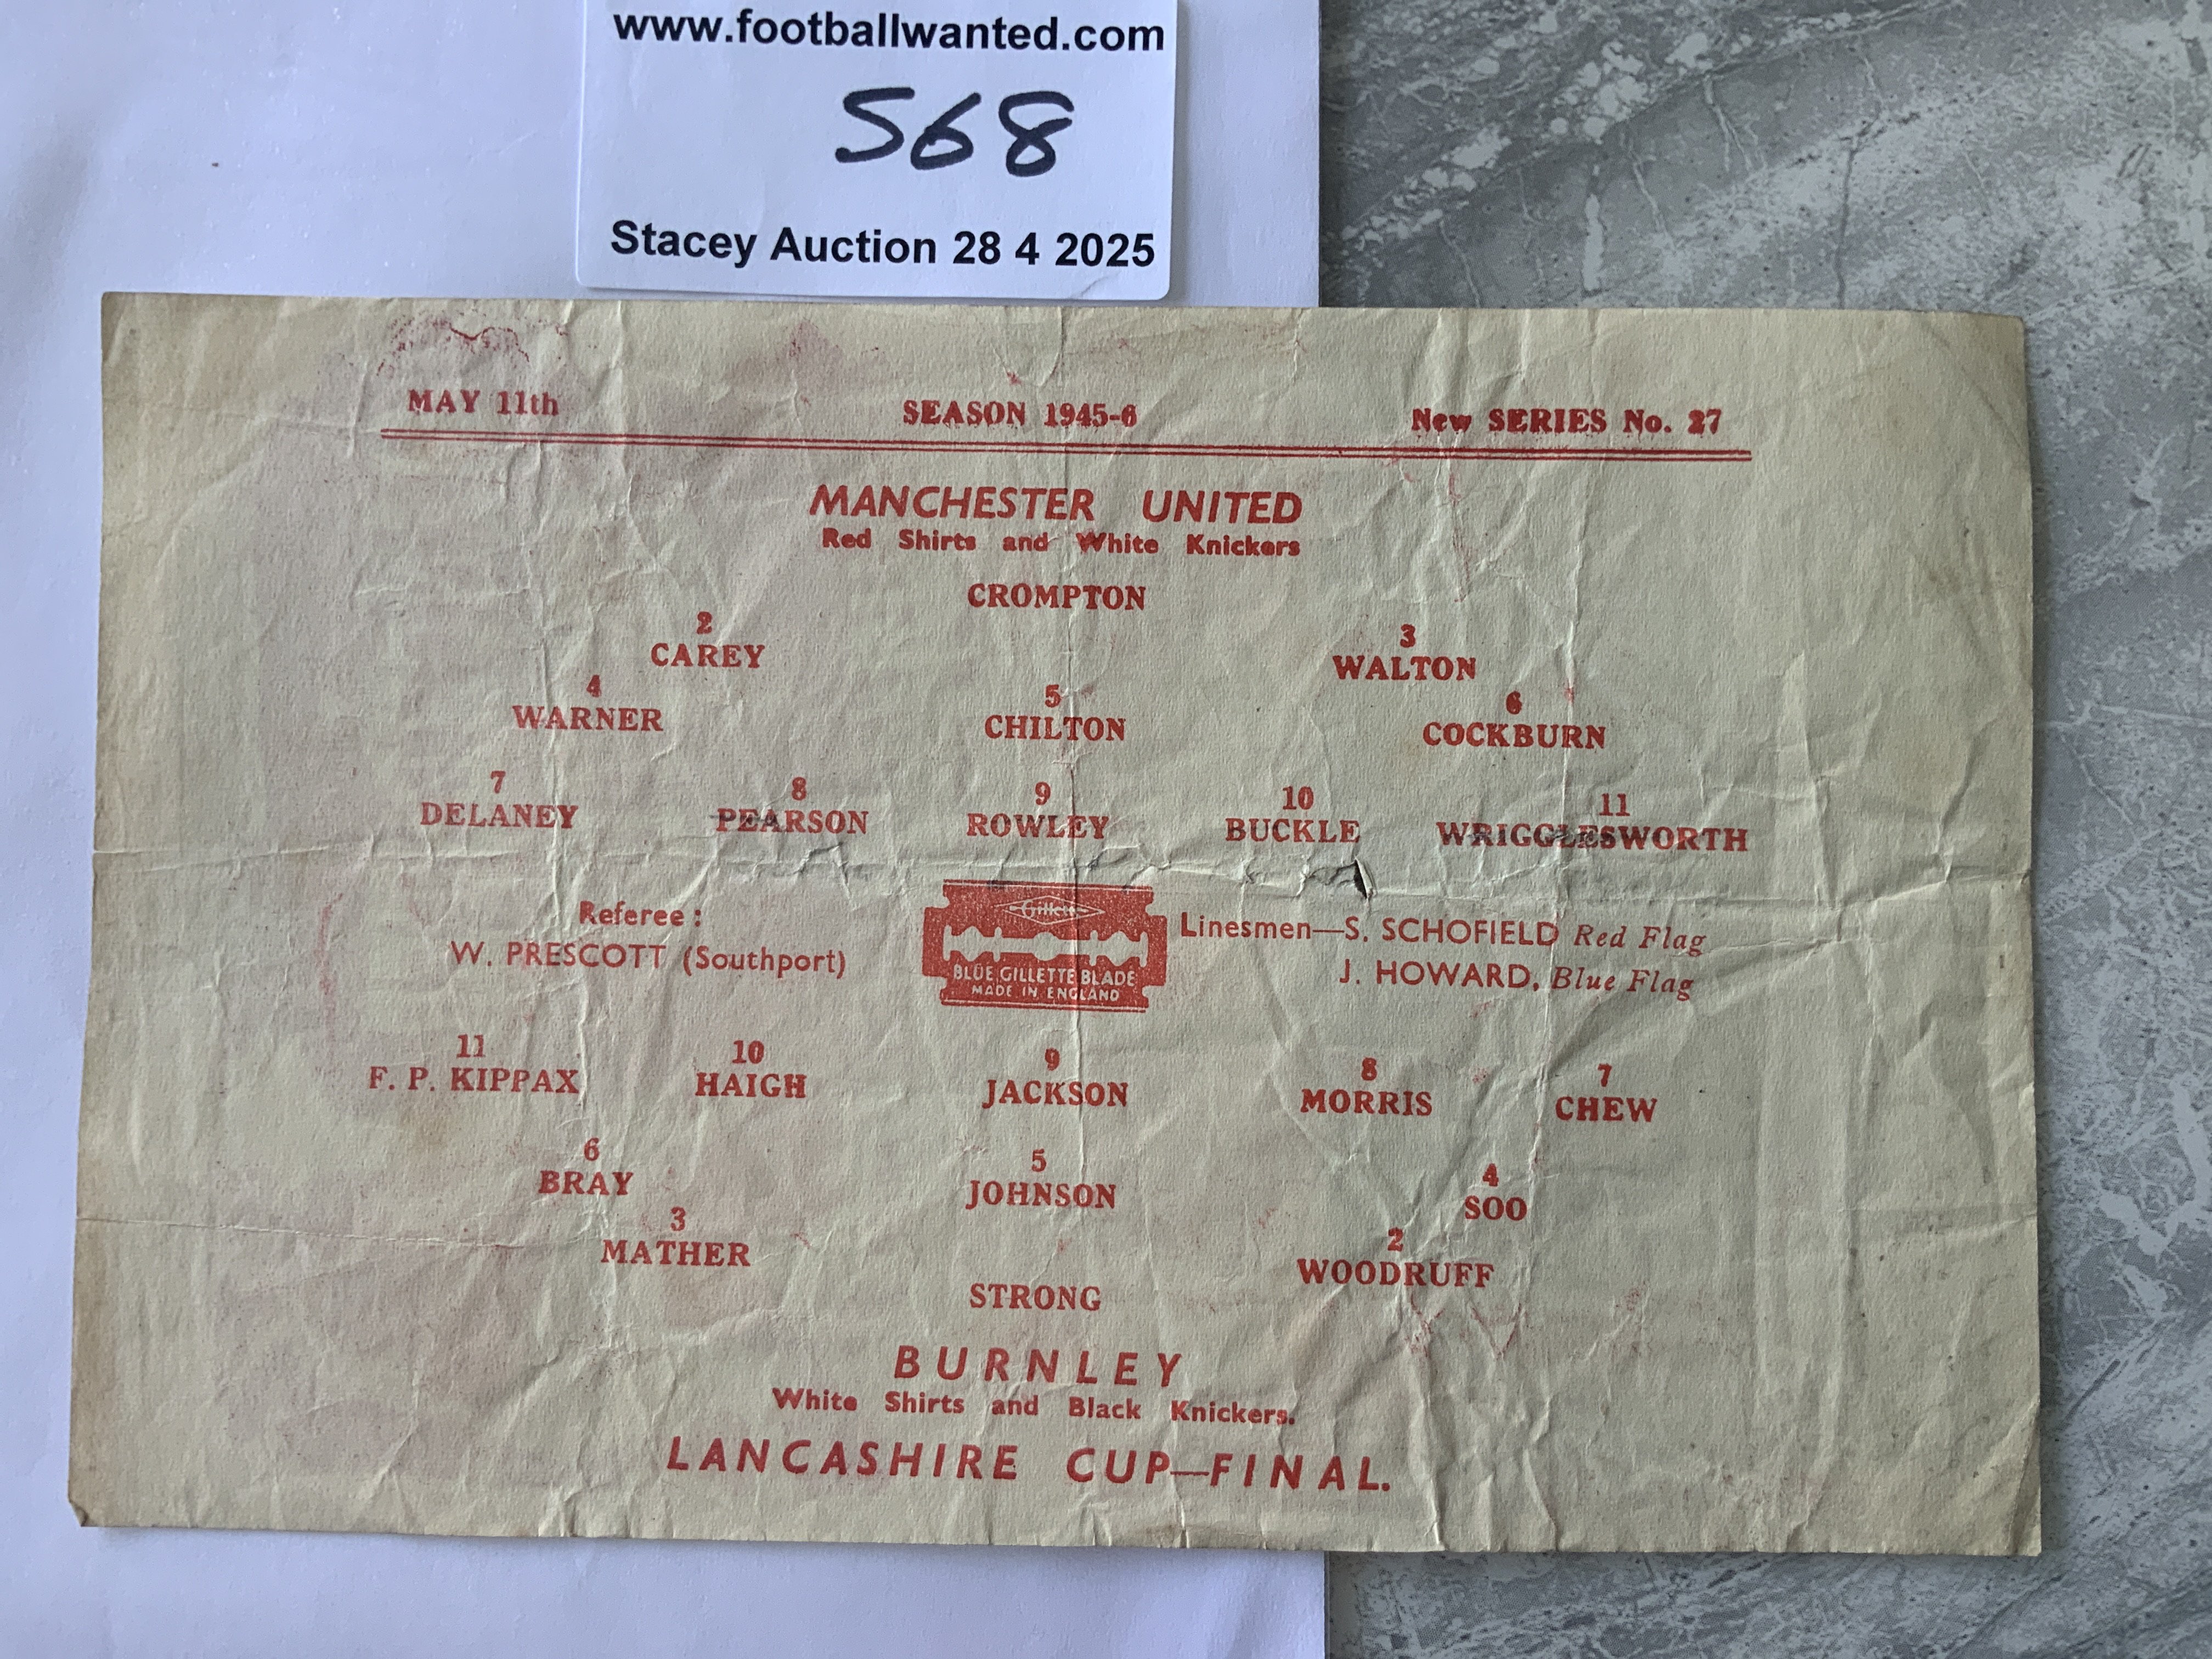 www.footballwanted.com
568
Stacey Auction 28 4 2025
MAY 11th SEASON 1945-6 New SERIES No. 27
MANCHESTER UNITED
Red Shirts and White Knickers
CROMPTON
2 3
CAREY WALTON
4 5 6
WARNER CHILTON COCKBURN
7 8 9 10 11
DELANEY PEARSON ROWLEY BUCKLE WRIGGLESWORTH
Referee :
W. PRESCOTT (Southport)
Gillette
BLUE GILLETTE BLADE
MADE IN ENGLAND
Linesmen—S. SCHOFIELD Red Flag
J. HOWARD, Blue Flag
11 10 9 8 7
F. P. KIPPAX HAIGH JACKSON MORRIS CHEW
6 5 4
BRAY JOHNSON SOO
3 2
MATHER WOODRUFF
STRONG
BURNLEY
White Shirts and Black Knickers.
LANCASHIRE CUP—FINAL.